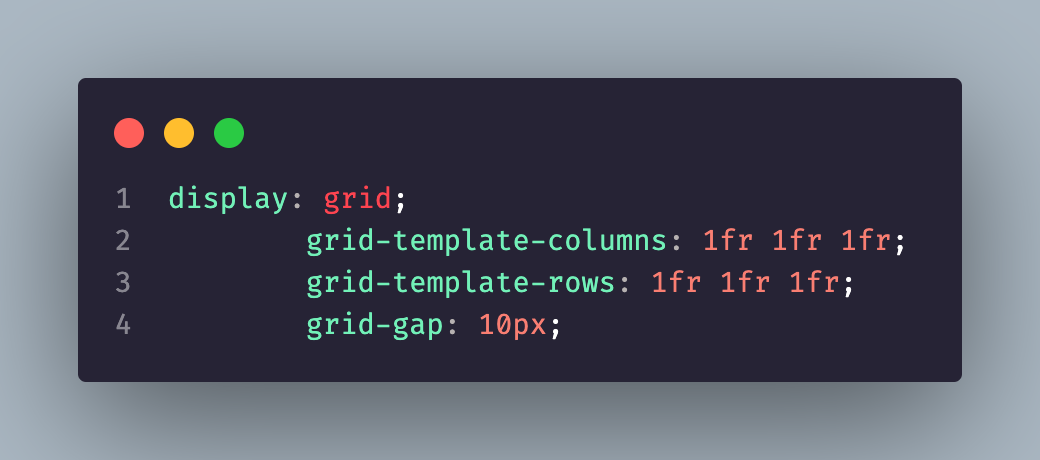 1 display: grid;
2 grid-template-columns: 1fr 1fr 1fr;
3 grid-template-rows: 1fr 1fr 1fr;
4 grid-gap: 10px;